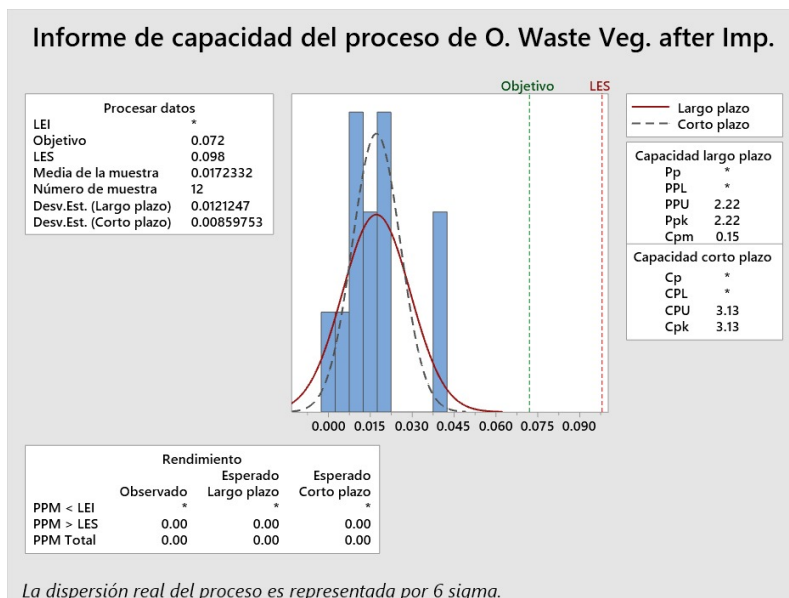 Informe de capacidad del proceso de O. Waste Veg. after Imp.
Procesar datos
LEI *
Objetivo 0.072
LES 0.098
Media de la muestra 0.0172332
Número de muestra 12
Desv.Est. (Largo plazo) 0.0121247
Desv.Est. (Corto plazo) 0.00859753
Objetivo LES
0.000 0.015 0.030 0.045 0.060 0.075 0.090
Largo plazo
Corto plazo
Capacidad largo plazo
Pp *
PPL *
PPU 2.22
Ppk 2.22
Cpm 0.15
Capacidad corto plazo
Cp *
CPL *
CPU 3.13
Cpk 3.13
Rendimiento
Esperado Esperado
Observado Largo plazo Corto plazo
PPM < LEI * * *
PPM > LES 0.00 0.00 0.00
PPM Total 0.00 0.00 0.00
La dispersión real del proceso es representada por 6 sigma.